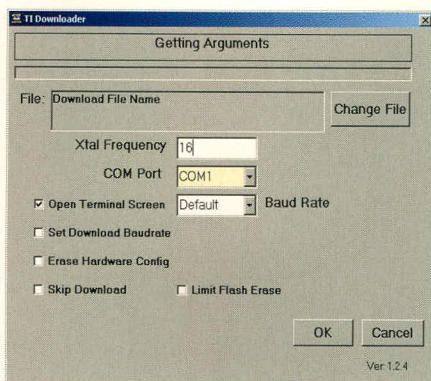 TI Downloader
Getting Arguments
File: Download File Name
Change File
Xtal Frequency 16
COM Port COM1
Open Terminal Screen Default Baud Rate
Set Download Baudrate
Erase Hardware Config
Skip Download Limit Flash Erase
OK Cancel
Ver 1.2.4